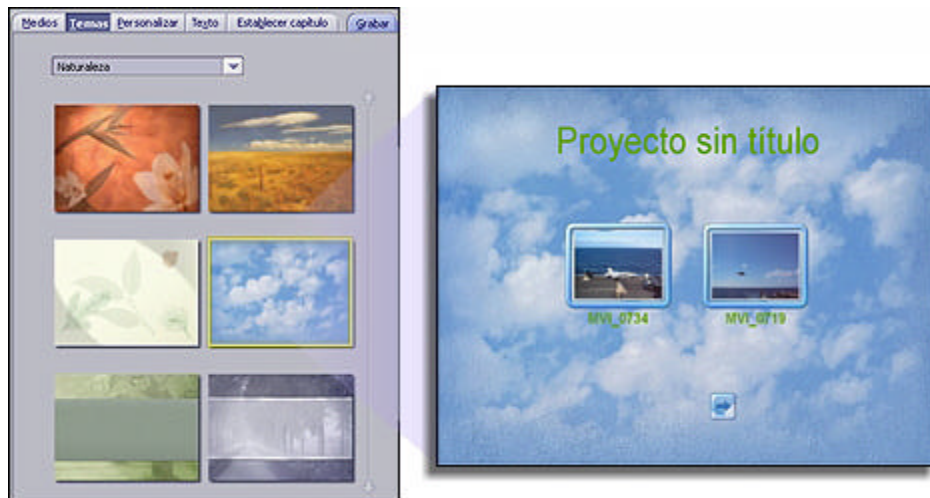 Medios Temas Personalizar Texto Establecer capítulo Grabar
Naturaleza
Proyecto sin título
MVI_0734 MVI_0719